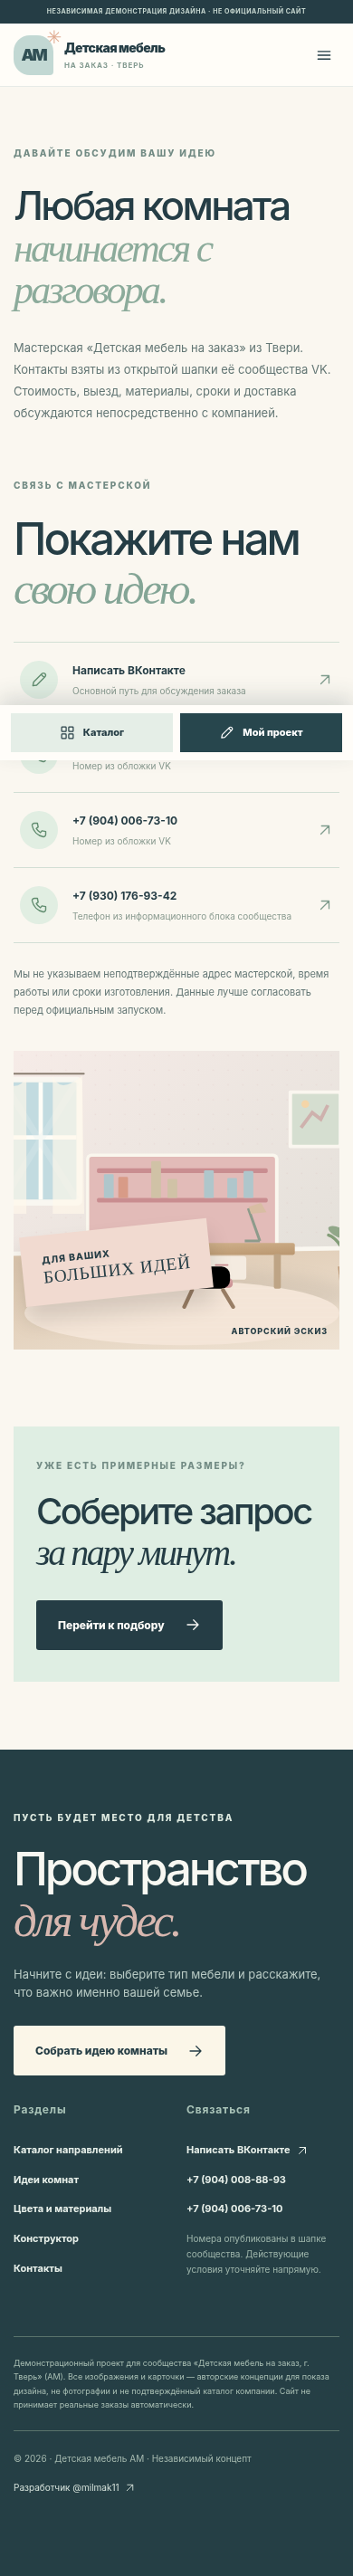 НЕЗАВИСИМАЯ ДЕМОНСТРАЦИЯ ДИЗАЙНА · НЕ ОФИЦИАЛЬНЫЙ САЙТ
АМ
Детская мебель
НА ЗАКАЗ · ТВЕРЬ
ДАВАЙТЕ ОБСУДИМ ВАШУ ИДЕЮ
Любая комната
начинается с
разговора.
Мастерская «Детская мебель на заказ» из Твери.
Контакты взяты из открытой шапки её сообщества VK.
Стоимость, выезд, материалы, сроки и доставка
обсуждаются непосредственно с компанией.
СВЯЗЬ С МАСТЕРСКОЙ
Покажите нам
свою идею.
Написать ВКонтакте
Основной путь для обсуждения заказа
Каталог
Мой проект
Номер из обложки VK
+7 (904) 006-73-10
Номер из обложки VK
+7 (930) 176-93-42
Телефон из информационного блока сообщества
Мы не указываем неподтверждённые адрес мастерской, время
работы или сроки изготовления. Данные лучше согласовать
перед официальным запуском.
ДЛЯ ВАШИХ
БОЛЬШИХ ИДЕЙ
АВТОРСКИЙ ЭСКИЗ
УЖЕ ЕСТЬ ПРИМЕРНЫЕ РАЗМЕРЫ?
Соберите запрос
за пару минут.
Перейти к подбору
ПУСТЬ БУДЕТ МЕСТО ДЛЯ ДЕТСТВА
Пространство
для чудес.
Начните с идеи: выберите тип мебели и расскажите,
что важно именно вашей семье.
Собрать идею комнаты
Разделы
Каталог направлений
Идеи комнат
Цвета и материалы
Конструктор
Контакты
Связаться
Написать ВКонтакте
+7 (904) 008-88-93
+7 (904) 006-73-10
Номера опубликованы в шапке
сообщества. Действующие
условия уточняйте напрямую.
Демонстрационный проект для сообщества «Детская мебель на заказ, г.
Тверь» (АМ). Все изображения и карточки — авторские концепции для показа
дизайна, не фотографии и не подтверждённый каталог компании. Сайт не
принимает реальные заказы автоматически.
© 2026 · Детская мебель АМ · Независимый концепт
Разработчик @milmak11